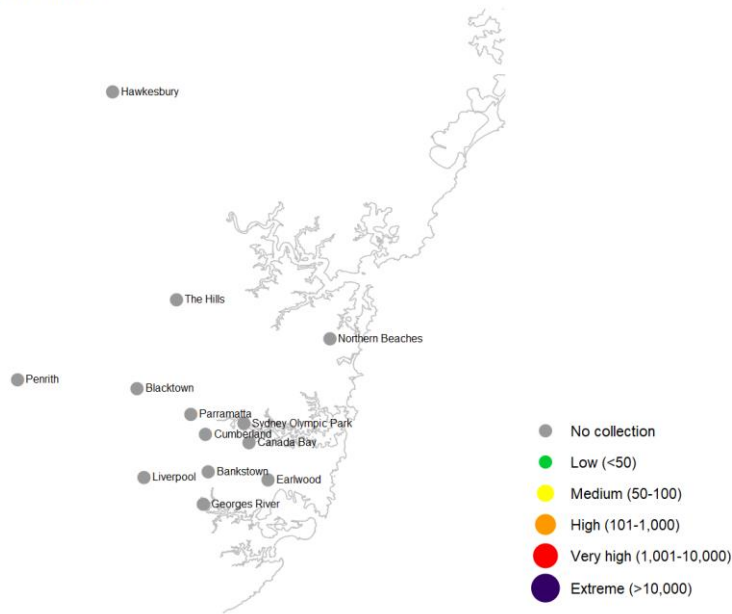 Hawkesbury
The Hills
Northern Beaches
Penrith
Blacktown
Parramatta
Sydney Olympic Park
Cumberland
Canada Bay
Liverpool
Bankstown
Earlwood
Georges River
No collection
Low (<50)
Medium (50-100)
High (101-1,000)
Very high (1,001-10,000)
Extreme (>10,000)